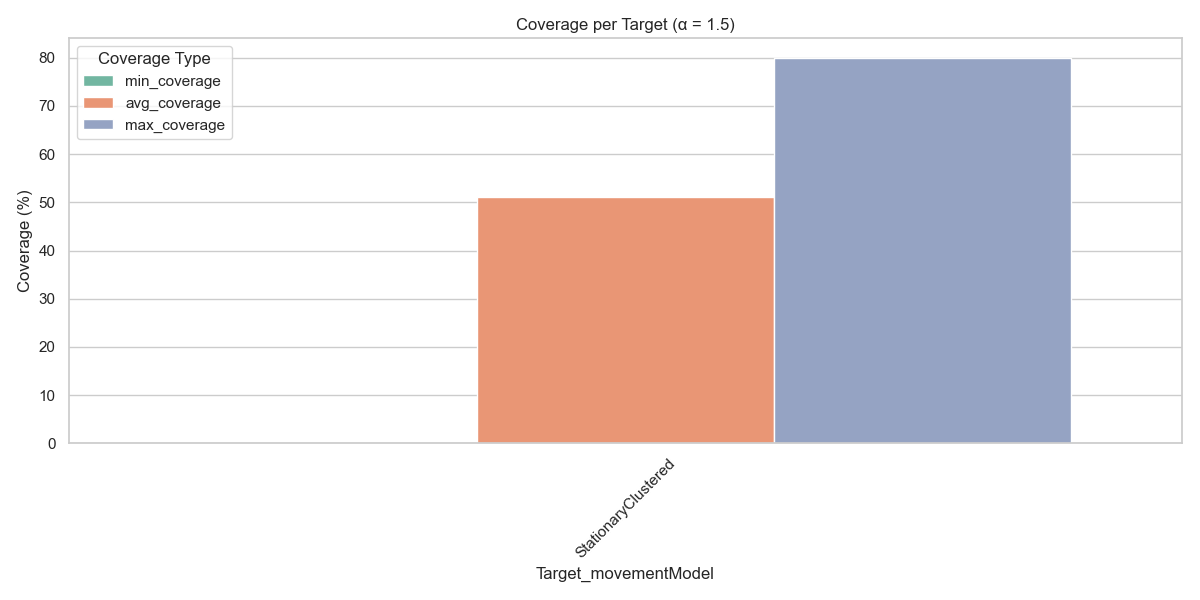 Coverage per Target (α = 1.5)
Coverage Type
min_coverage
avg_coverage
max_coverage
Coverage (%)
80
70
60
50
40
30
20
10
0
StationaryClustered
Target_movementModel